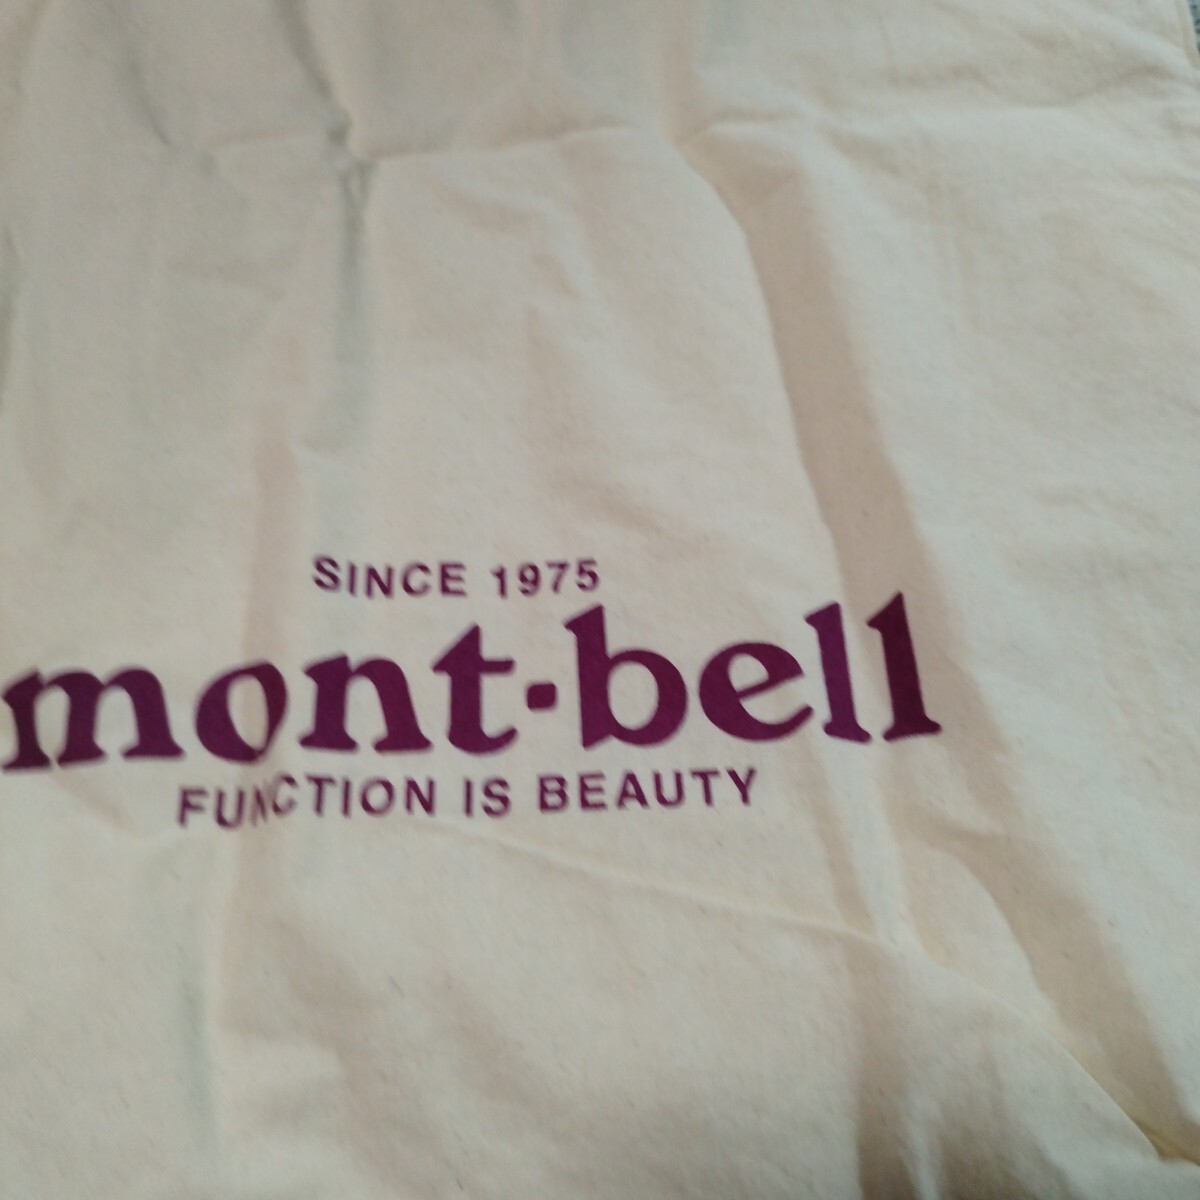 SINCE 1975
mont-bell
FUNCTION IS BEAUTY